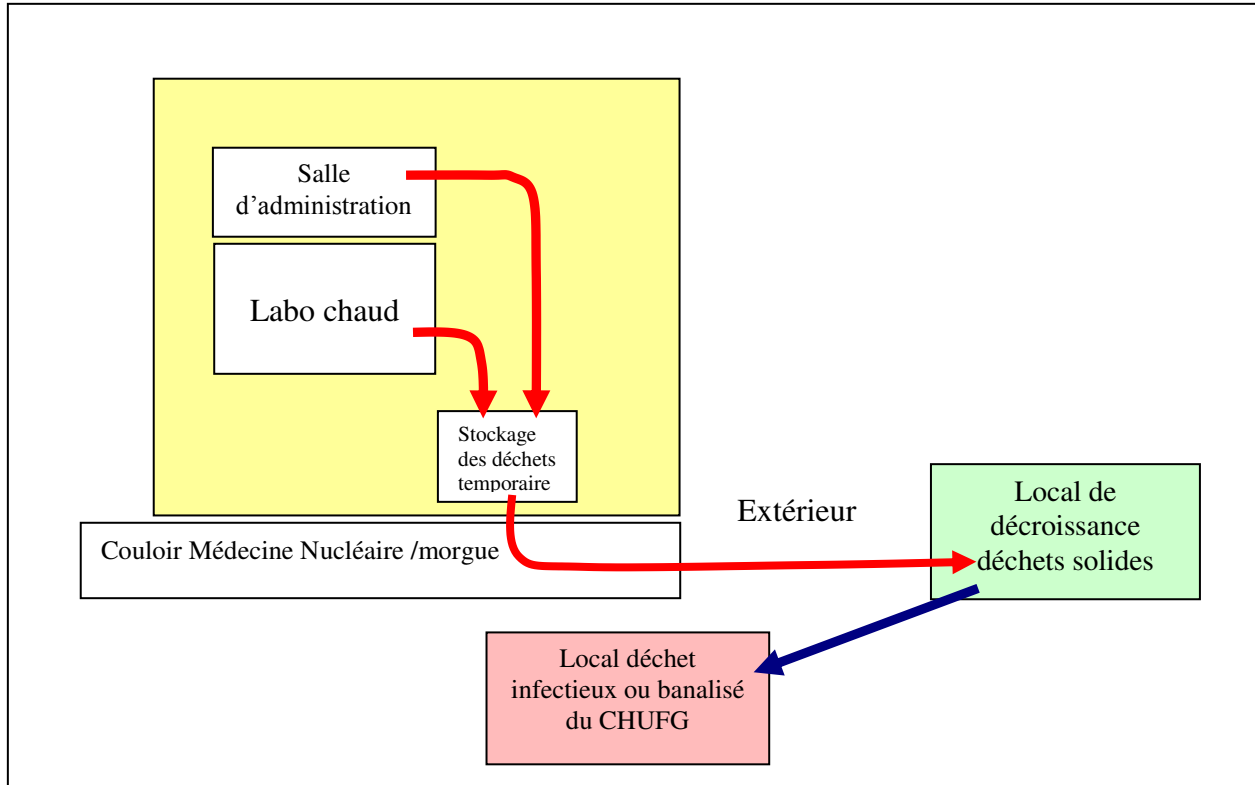 Salle
d'administration
Labo chaud
Stockage
des déchets
temporaire
Couloir Médecine Nucléaire /morgue
Extérieur
Local de
décroissance
déchets solides
Local déchet
infectieux ou banalisé
du CHUFG